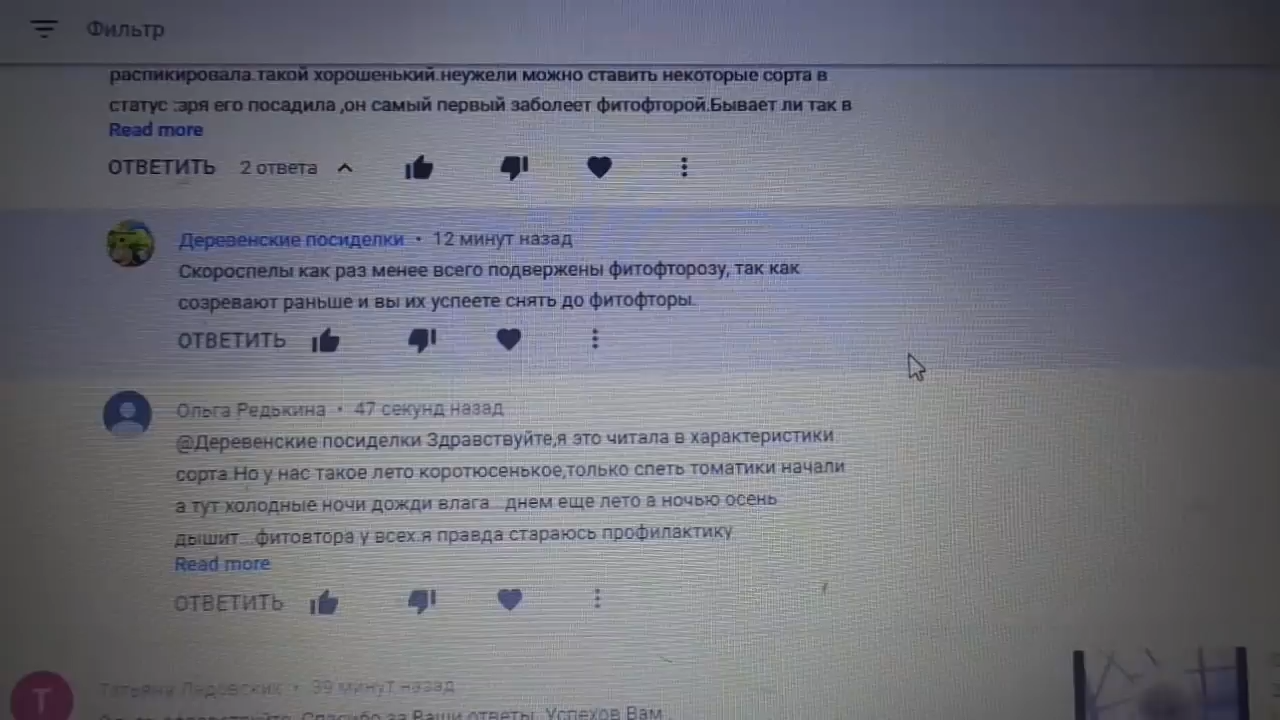 Фильтр
распикировала.такой хорошенький.неужели можно ставить некоторые сорта в
статус :зря его посадила ,он самый первый заболеет фитофторой.Бывает ли так в
Read more
ОТВЕТИТЬ 2 ответа
Деревенские посиделки • 12 минут назад
Скороспелы как раз менее всего подвержены фитофторозу, так как
созревают раньше и вы их успеете снять до фитофторы.
ОТВЕТИТЬ
Ольга Редькина • 47 секунд назад
@Деревенские посиделки Здравствуйте,я это читала в характеристики
сорта.Но у нас такое лето коротюсенькое,только спеть томатики начали
а тут холодные ночи дожди влага...днем еще лето а ночью осень
дышит...фитовтора у всех.я правда стараюсь профилактику
Read more
ОТВЕТИТЬ
Т
Татьяна • 39 минут назад
Спасибо за Ваши ответы. Успехов Вам